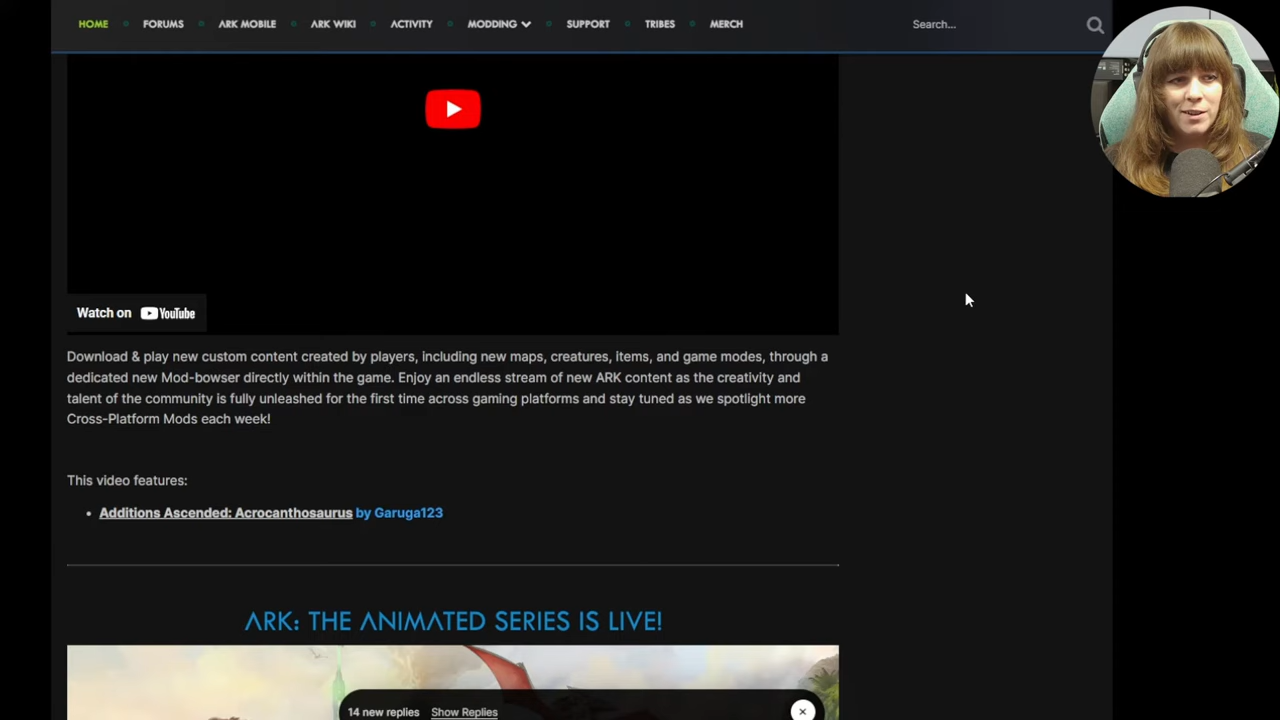 HOME FORUMS ARK MOBILE ARK WIKI ACTIVITY MODDING SUPPORT TRIBES MERCH Search...
Watch on YouTube
Download & play new custom content created by players, including new maps, creatures, items, and game modes, through a
dedicated new Mod-bowser directly within the game. Enjoy an endless stream of new ARK content as the creativity and
talent of the community is fully unleashed for the first time across gaming platforms and stay tuned as we spotlight more
Cross-Platform Mods each week!
This video features:
• Additions Ascended: Acrocanthosaurus by Garuga123
ARK: THE ANIMATED SERIES IS LIVE!
14 new replies Show Replies